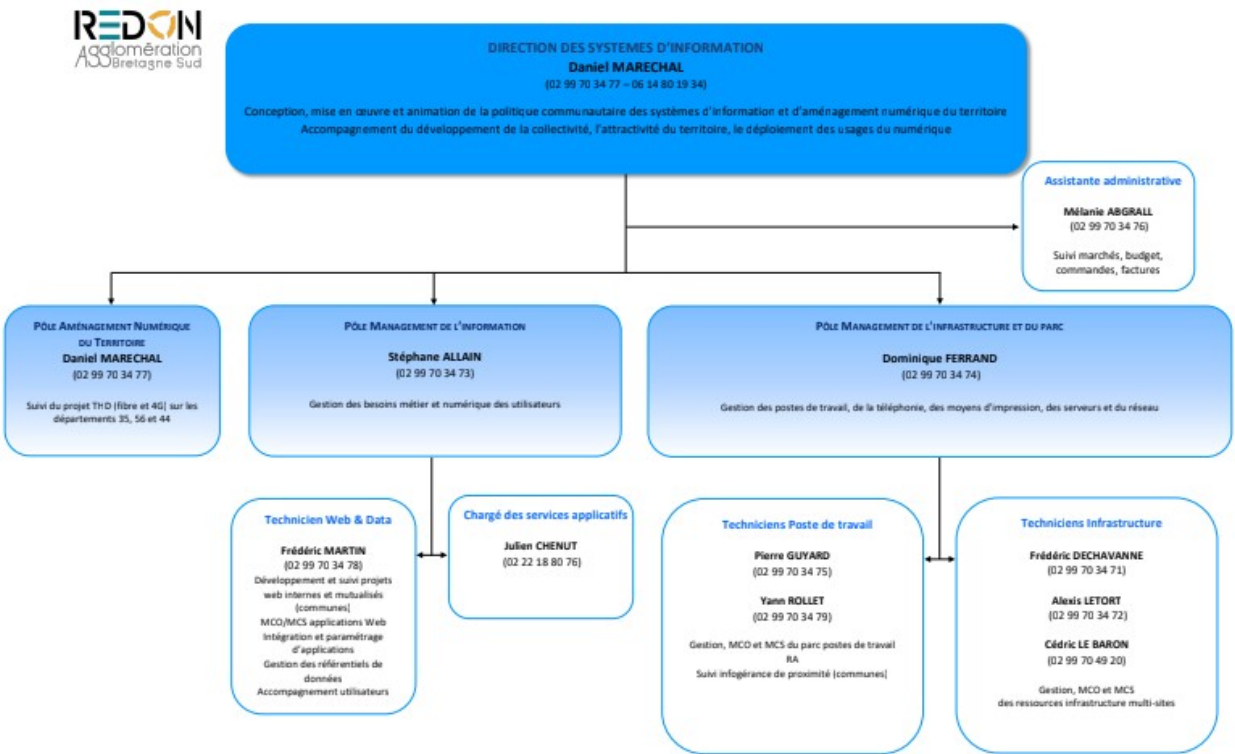 REDON
Agglomération
Bretagne Sud
DIRECTION DES SYSTEMES D'INFORMATION
Daniel MARECHAL
(02 99 70 34 77 – 06 14 80 19 34)
Conception, mise en œuvre et animation de la politique communautaire des systèmes d'information et d'aménagement numérique du territoire
Accompagnement du développement de la collectivité, l'attractivité du territoire, le déploiement des usages du numérique
Assistante administrative
Mélanie ABGRALL
(02 99 70 34 76)
Suivi marchés, budget,
commandes, factures
PÔLE AMÉNAGEMENT NUMÉRIQUE
DU TERRITOIRE
Daniel MARECHAL
(02 99 70 34 77)
Suivi du projet THD (fibre et 4G) sur les
départements 35, 56 et 44
PÔLE MANAGEMENT DE L'INFORMATION
Stéphane ALLAIN
(02 99 70 34 73)
Gestion des besoins métier et numérique des utilisateurs
PÔLE MANAGEMENT DE L'INFRASTRUCTURE ET DU PARC
Dominique FERRAND
(02 99 70 34 74)
Gestion des postes de travail, de la téléphonie, des moyens d'impression, des serveurs et du réseau
Technicien Web & Data
Frédéric MARTIN
(02 99 70 34 78)
Développement et suivi projets
web internes et mutualisés
(communes)
MCO/MCS applications Web
Intégration et paramétrage
d'applications
Gestion des référentiels de
données
Accompagnement utilisateurs
Chargé des services applicatifs
Julien CHENUT
(02 22 18 80 76)
Techniciens Poste de travail
Pierre GUYARD
(02 99 70 34 75)
Yann ROLLET
(02 99 70 34 79)
Gestion, MCO et MCS du parc postes de travail
RA
Suivi infogérance de proximité (communes)
Techniciens Infrastructure
Frédéric DECHAVANNE
(02 99 70 34 71)
Alexis LETORT
(02 99 70 34 72)
Cédric LE BARON
(02 99 70 49 20)
Gestion, MCO et MCS
des ressources infrastructure multi-sites